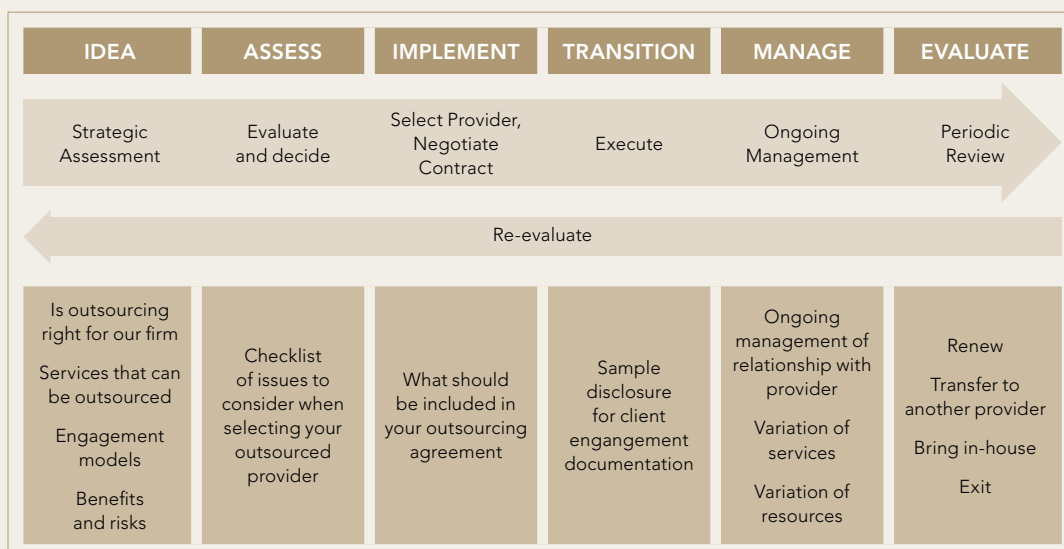 IDEA
ASSESS
IMPLEMENT
TRANSITION
MANAGE
EVALUATE
Strategic
Assessment
Evaluate
and decide
Select Provider,
Negotiate
Contract
Execute
Ongoing
Management
Periodic
Review
Re-evaluate
Is outsourcing
right for our firm
Services that can
be outsourced
Engagement
models
Benefits
and risks
Checklist
of issues to
consider when
selecting your
outsourced
provider
What should
be included in
your outsourcing
agreement
Sample
disclosure
for client
engangement
documentation
Ongoing
management of
relationship with
provider
Variation of
services
Variation of
resources
Renew
Transfer to
another provider
Bring in-house
Exit